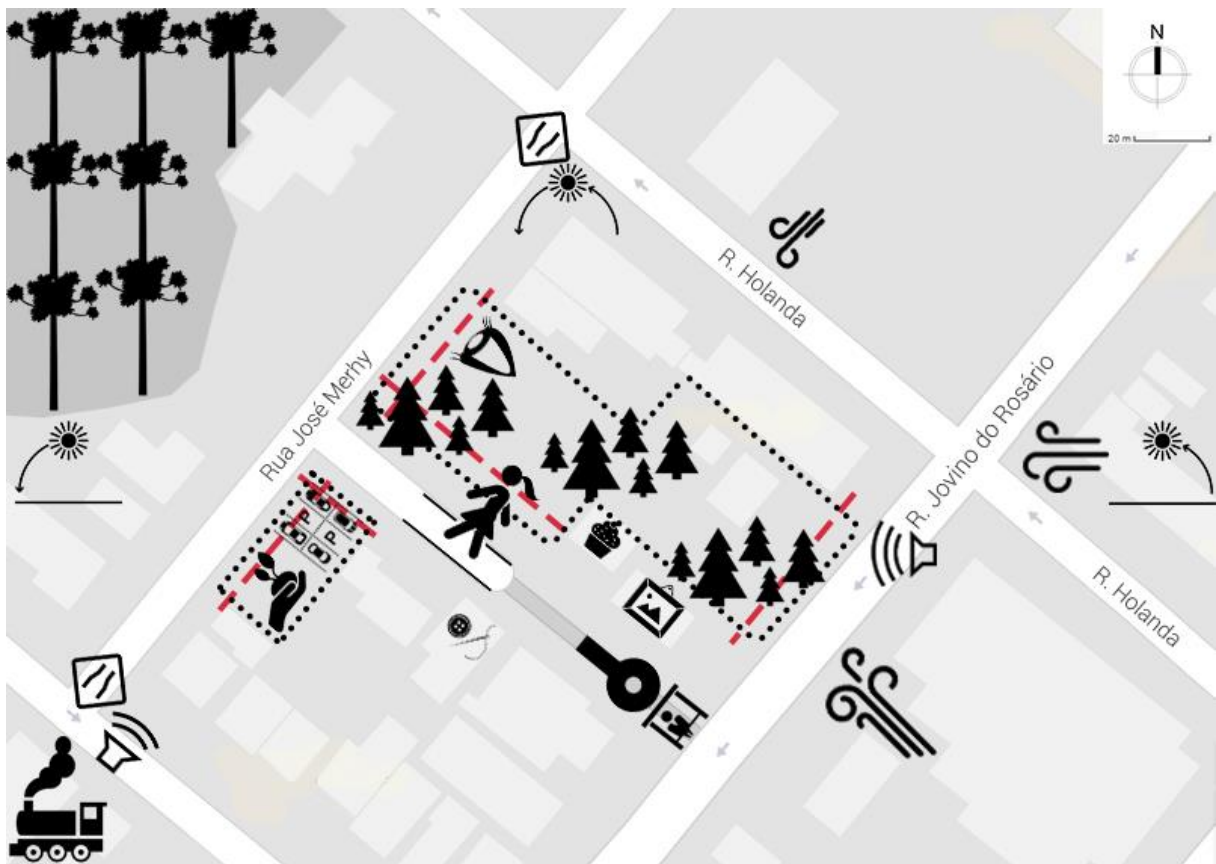 N
20 m
R. Holanda
Rua José Merhy
R. Jovino do Rosário
P
P
R. Holanda